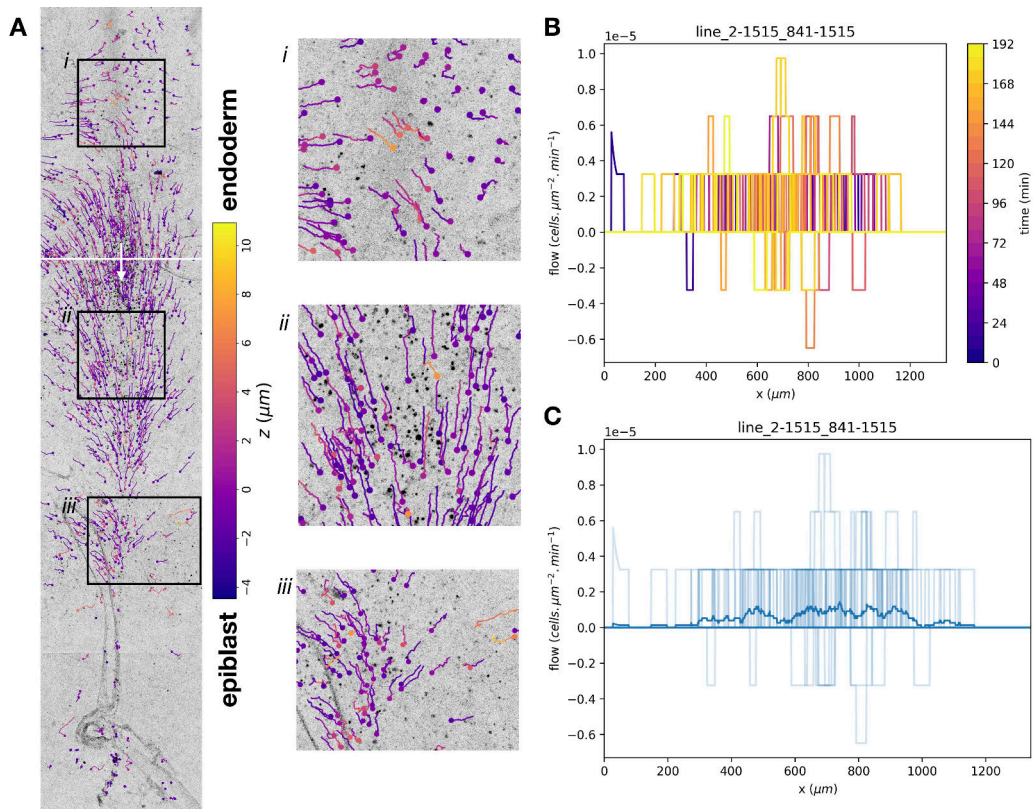 A
i
ii
iii
endoderm
epiblast
10
8
6
4
2
0
−2
−4
z (μm)
i
ii
iii
B
line_2-1515_841-1515
1e−5
1.0
0.8
0.6
0.4
0.2
0.0
−0.2
−0.4
−0.6
flow (cells.μm⁻².min⁻¹)
0 200 400 600 800 1000 1200
x (μm)
192
168
144
120
96
72
48
24
0
time (min)
C
line_2-1515_841-1515
1e−5
1.0
0.8
0.6
0.4
0.2
0.0
−0.2
−0.4
−0.6
flow (cells.μm⁻².min⁻¹)
0 200 400 600 800 1000 1200
x (μm)